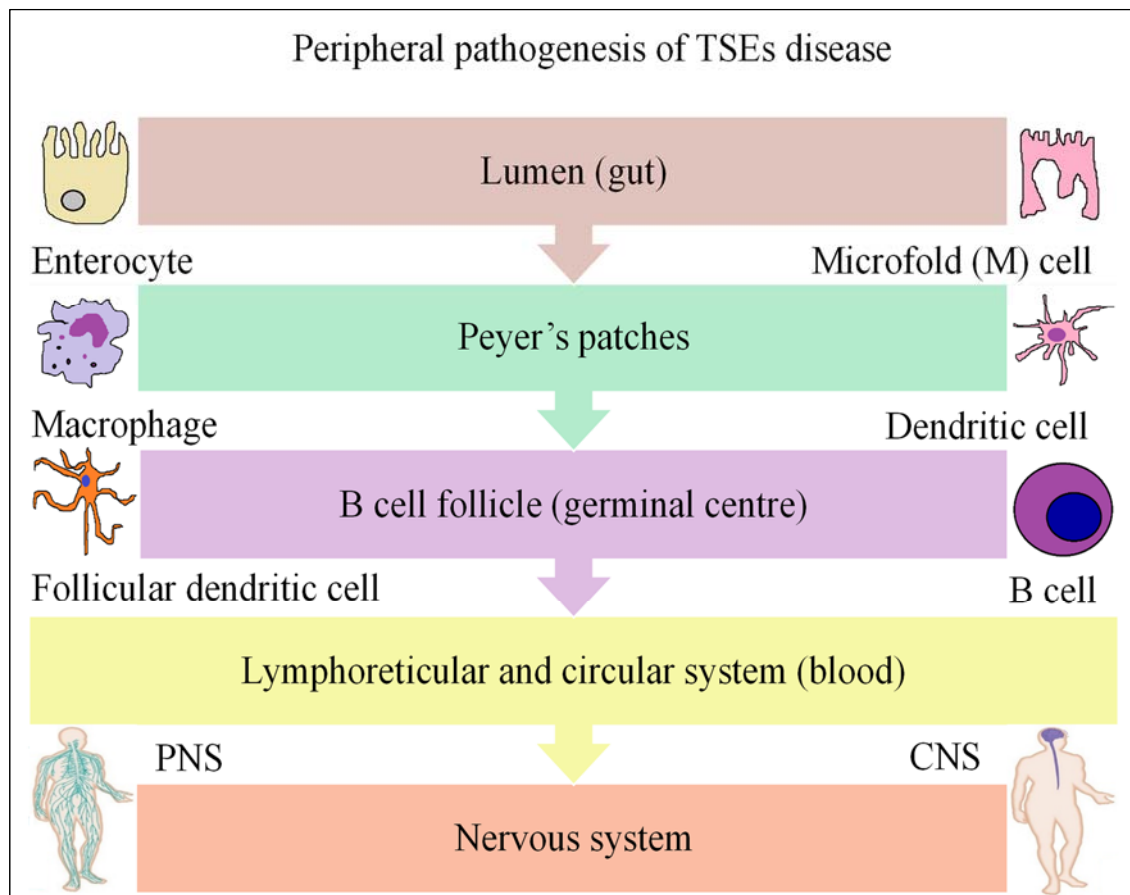 Peripheral pathogenesis of TSEs disease
Lumen (gut)
Enterocyte
Microfold (M) cell
Peyer’s patches
Macrophage
Dendritic cell
B cell follicle (germinal centre)
Follicular dendritic cell
B cell
Lymphoreticular and circular system (blood)
PNS
CNS
Nervous system